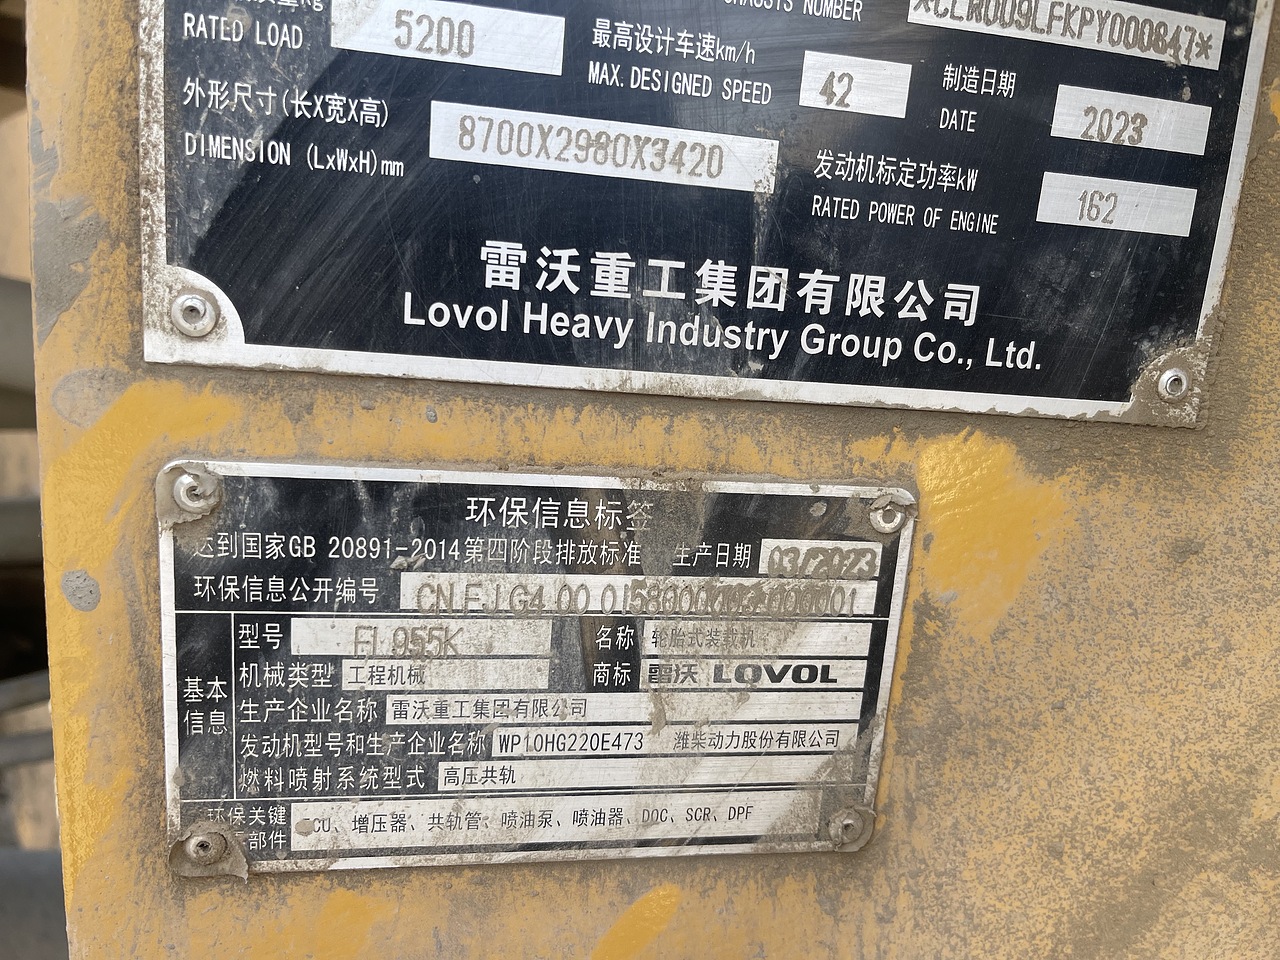 RATED LOAD 5200
CHASSIS NUMBER
最高设计车速km/h
MAX. DESIGNED SPEED 42
制造日期
DATE 2023
外形尺寸(长X宽X高)
DIMENSION (LxWxH)mm 8700X2980X3420
发动机标定功率kW
RATED POWER OF ENGINE 162
雷沃重工集团有限公司
Lovol Heavy Industry Group Co., Ltd.
环保信息标签
达到国家GB 20891-2014第四阶段排放标准 生产日期 03/2023
环保信息公开编号
基本信息
型号 FL955K 名称 轮胎式装载机
机械类型 工程机械 商标 雷沃 LOVOL
生产企业名称 雷沃重工集团有限公司
发动机型号和生产企业名称 WP10HG220E473 潍柴动力股份有限公司
燃料喷射系统型式 高压共轨
环保关键
部件
ECU、增压器、共轨管、喷油泵、喷油器、DOC、SCR、DPF